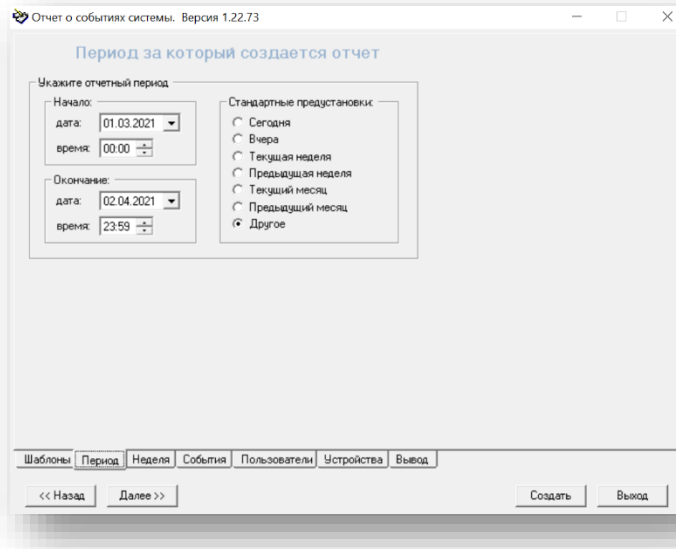 Отчет о событиях системы. Версия 1.22.73
Период за который создается отчет
Укажите отчетный период
Начало:
дата: 01.03.2021
время: 00:00
Окончание:
дата: 02.04.2021
время: 23:59
Стандартные предустановки:
Сегодня
Вчера
Текущая неделя
Предыдущая неделя
Текущий месяц
Предыдущий месяц
Другое
Шаблоны Период Неделя События Пользователи Устройства Вывод
<< Назад Далее >> Создать Выход